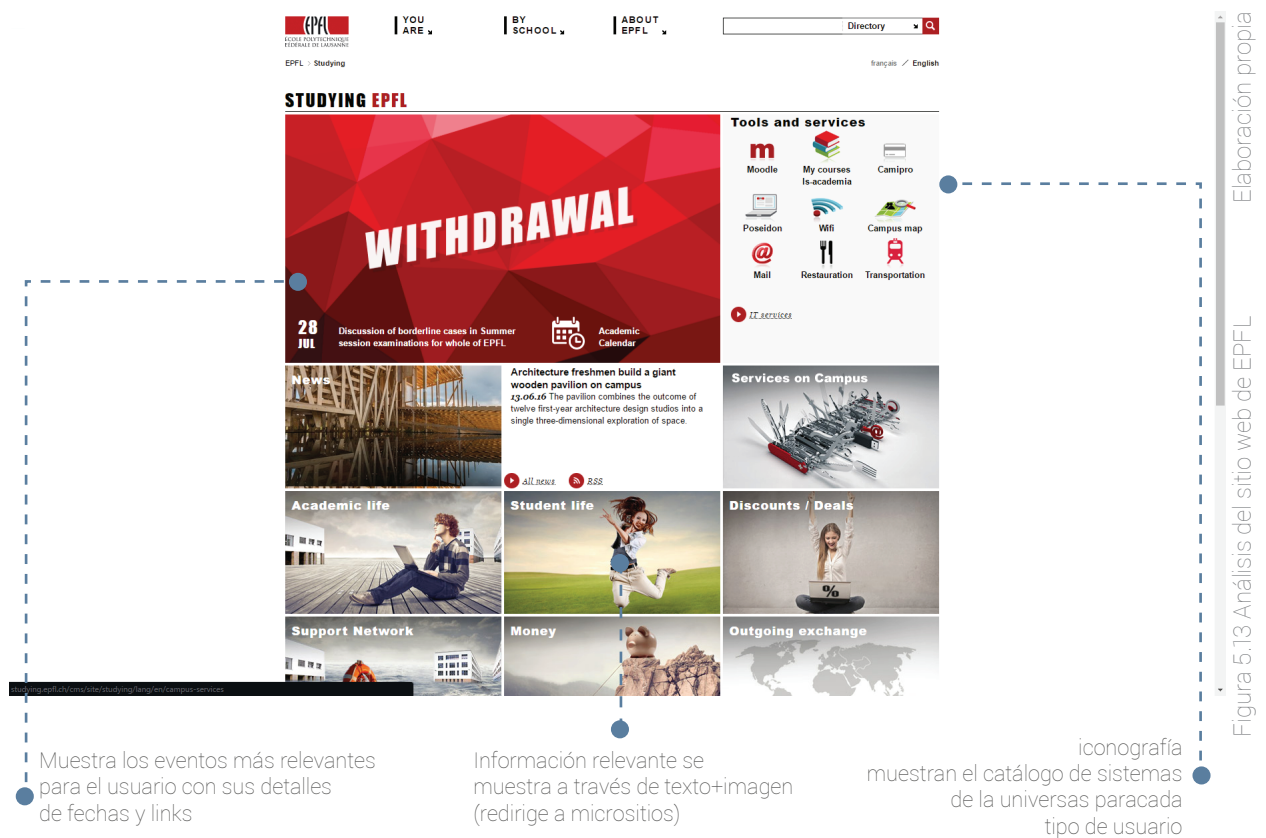 EPFL
ECOLE POLYTECHNIQUE
FÉDÉRALE DE LAUSANNE
YOU
ARE
BY
SCHOOL
ABOUT
EPFL
Directory
EPFL > Studying
français / English
STUDYING EPFL
WITHDRAWAL
28
JUL
Discussion of borderline cases in Summer
session examinations for whole of EPFL
Academic
Calendar
Tools and services
m
Moodle
My courses
Is-academia
Camipro
Poseidon
Wifi
Campus map
@
Mail
Restauration
Transportation
IT services
News
Architecture freshmen build a giant
wooden pavilion on campus
13.06.16 The pavilion combines the outcome of
twelve first-year architecture design studios into a
single three-dimensional exploration of space.
All news
RSS
Services on Campus
@
Academic life
Student life
Discounts / Deals
%
Support Network
Money
Outgoing exchange
studying.epfl.ch/cms/site/studying/lang/en/campus-services
Muestra los eventos más relevantes
para el usuario con sus detalles
de fechas y links
Información relevante se
muestra a través de texto+imagen
(redirige a micrositios)
iconografía
muestran el catálogo de sistemas
de la universas paracada
tipo de usuario
Figura 5.13 Análisis del sitio web de EPFL
Elaboración propia